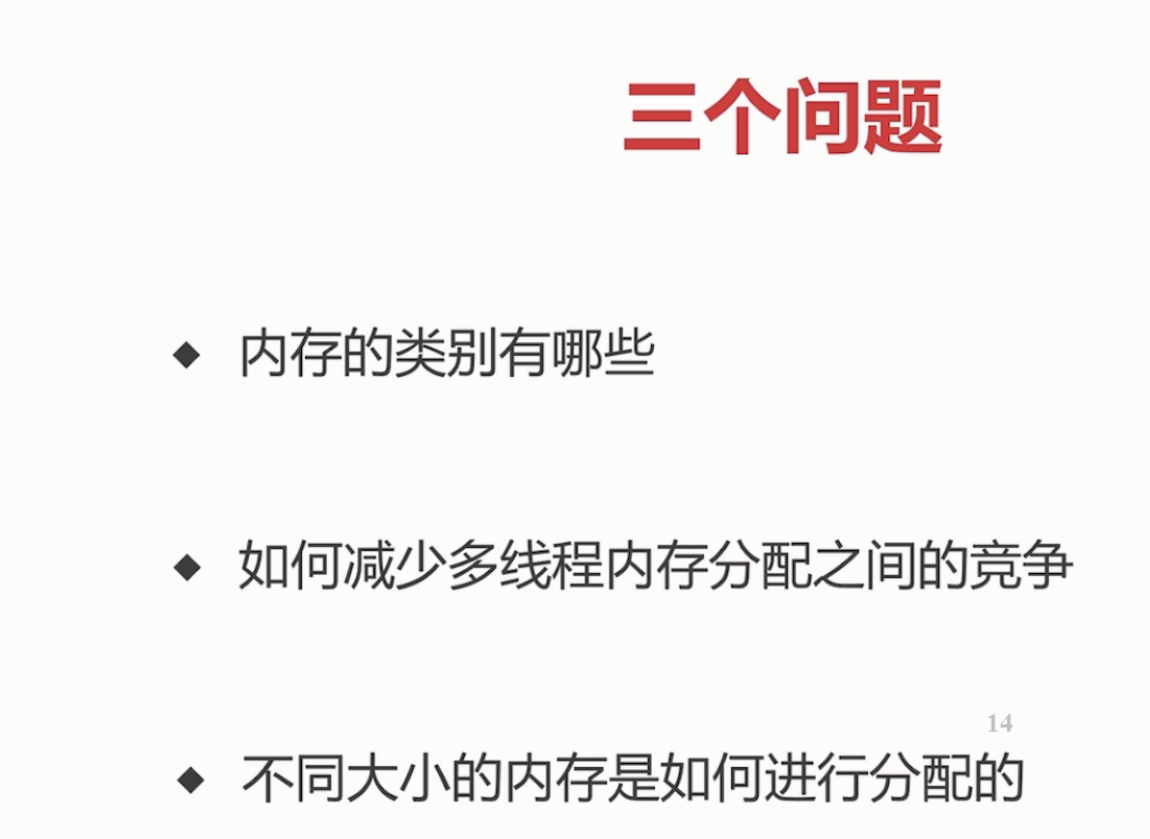 三个问题
内存的类别有哪些
如何减少多线程内存分配之间的竞争
14
不同大小的内存是如何进行分配的